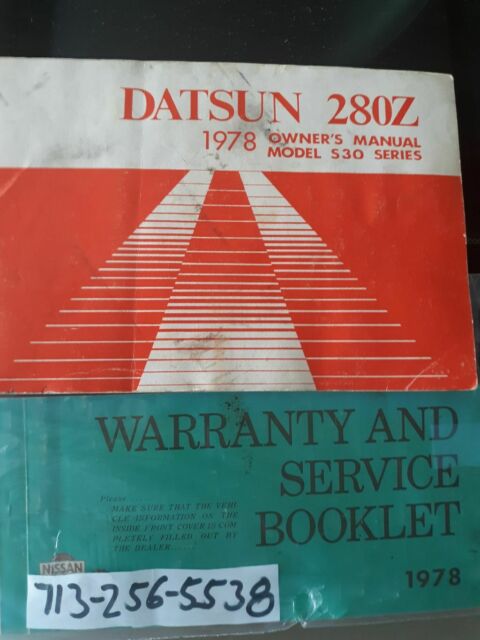 DATSUN 280Z
1978 OWNER'S MANUAL
MODEL S30 SERIES
WARRANTY AND
SERVICE
BOOKLET
Please ......
MAKE SURE THAT THE VEHI
CLE INFORMATION ON THE
INSIDE FRONT COVER IS COM
PLETELY FILLED OUT BY
THE DEALER......
NISSAN
1978
713-256-5538